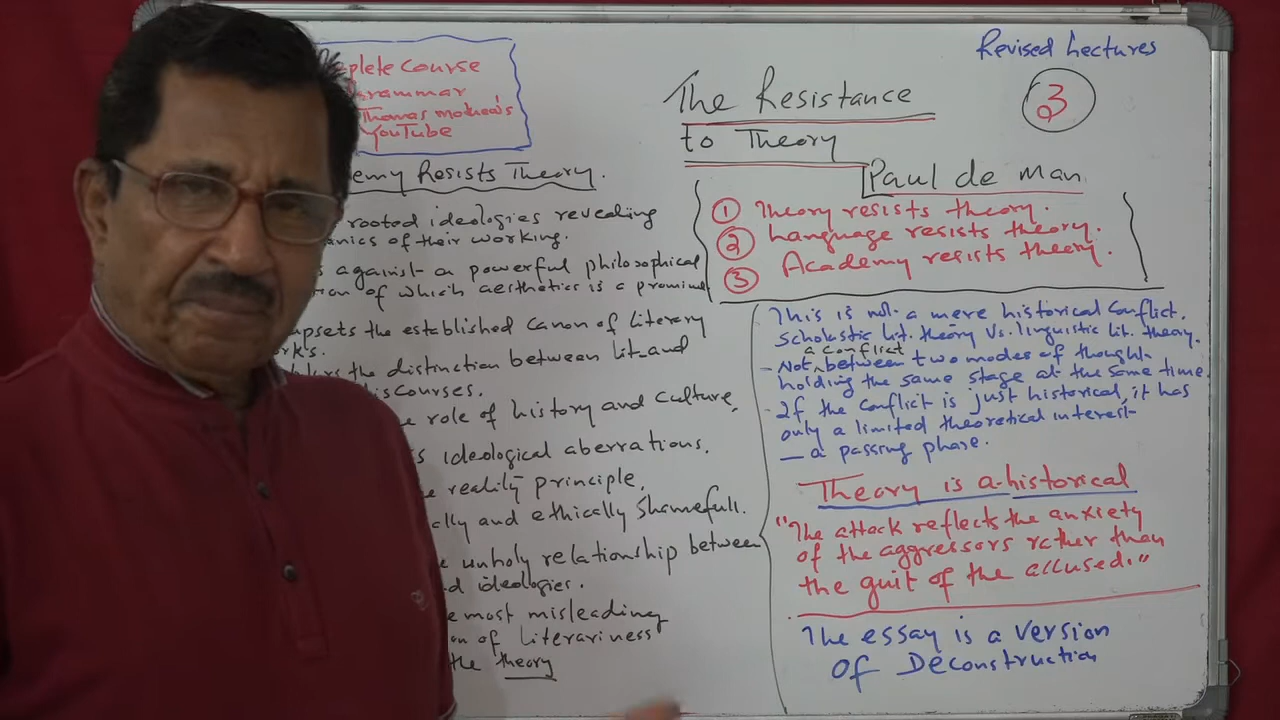 Revised Lectures
3
plete Course
grammar
Thomas mathew's
YouTube
The Resistance
to Theory
Paul de man
① Theory resists theory.
② Language resists theory.
③ Academy resists theory.
emy Resists Theory.
rooted ideologies revealing
anics of their working.
s against a powerful philosophical
tion of which aesthetics is a promine
upsets the established canon of literary
rk's.
blurs the distinction between lit. and
discourses.
e role of history and culture,
s ideological aberrations.
e reality principle,
ally and ethically Shamefull.
e unholy relationship between
d ideologies.
e most misleading
on of literariness
the theory
This is not a mere historical conflict.
Scholastic lit. theory Vs. linguistic lit. theory.
- Not a conflict between two modes of thought
holding the same stage at the same time
- If the conflict is just historical, it has
only a limited theoretical interest
— a passing phase.
Theory is a-historical
"The attack reflects the anxiety
of the aggressors rather than
the guit of the allused."
The essay is a version
of Deconstruction